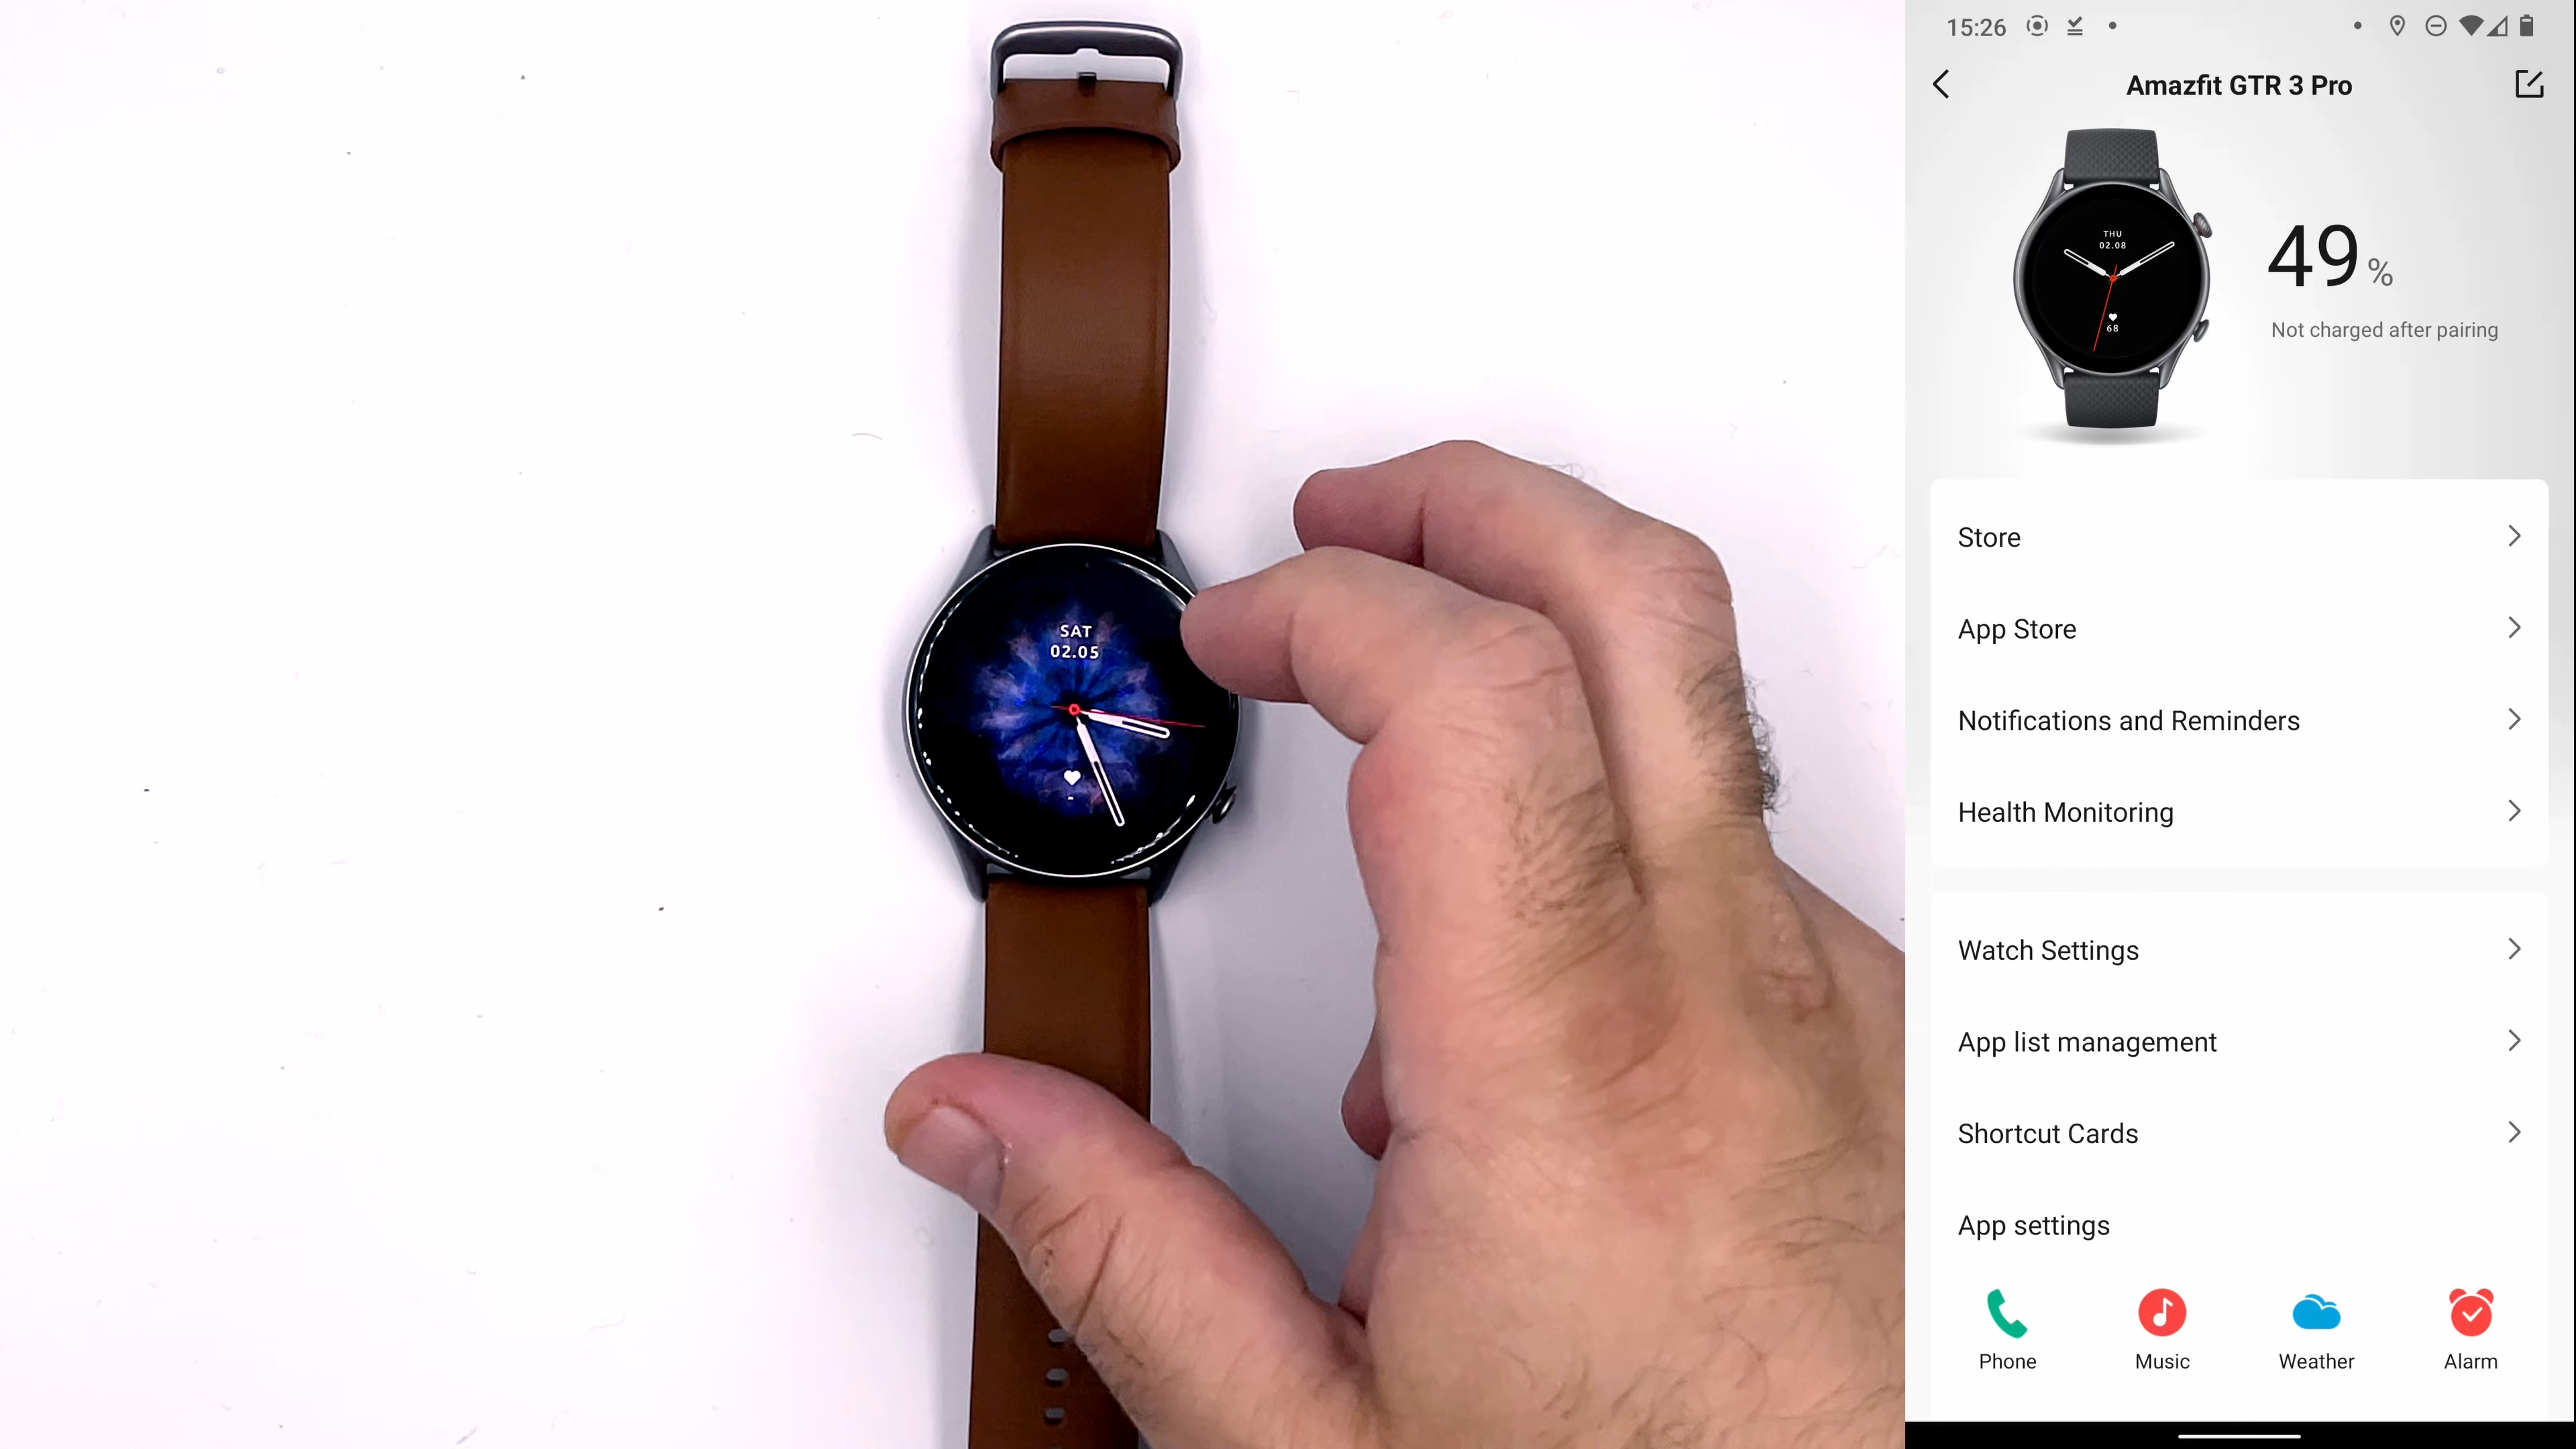 SAT
02.05
15:26
Amazfit GTR 3 Pro
THU
02.08
68
49 %
Not charged after pairing
Store
App Store
Notifications and Reminders
Health Monitoring
Watch Settings
App list management
Shortcut Cards
App settings
Phone
Music
Weather
Alarm